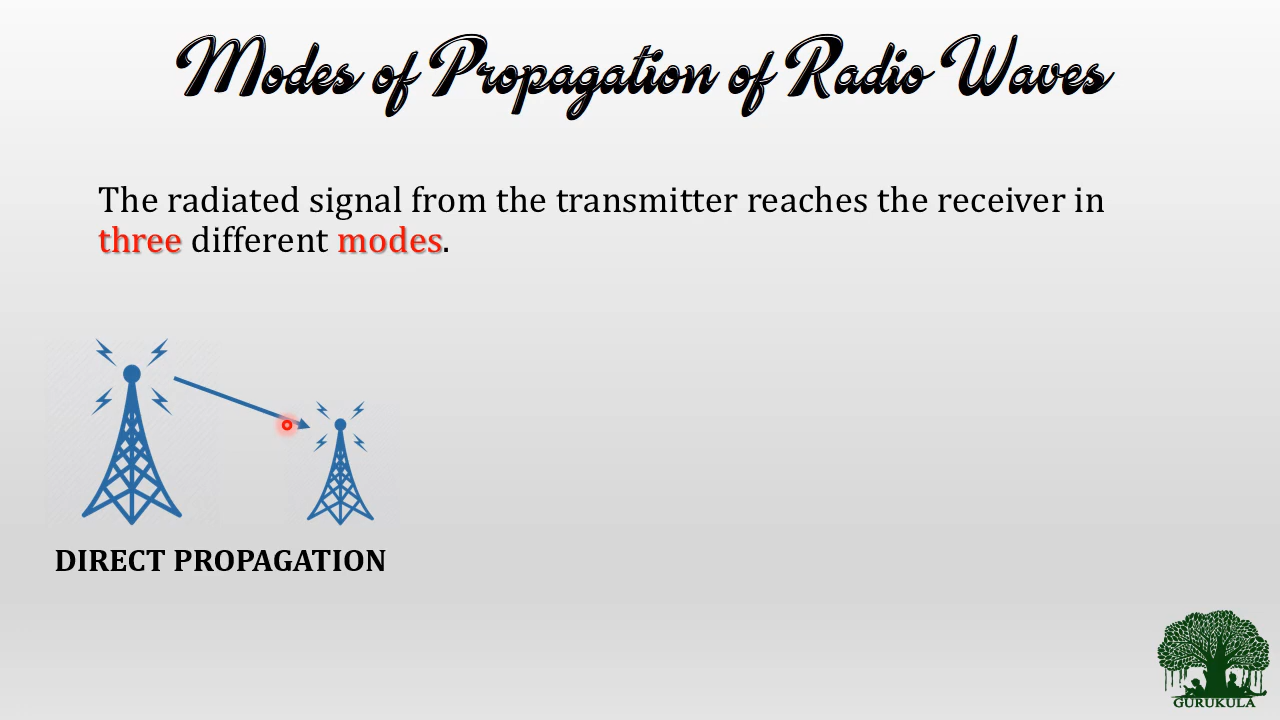 Modes of Propagation of Radio Waves
The radiated signal from the transmitter reaches the receiver in
three different modes.
DIRECT PROPAGATION
GURUKULA